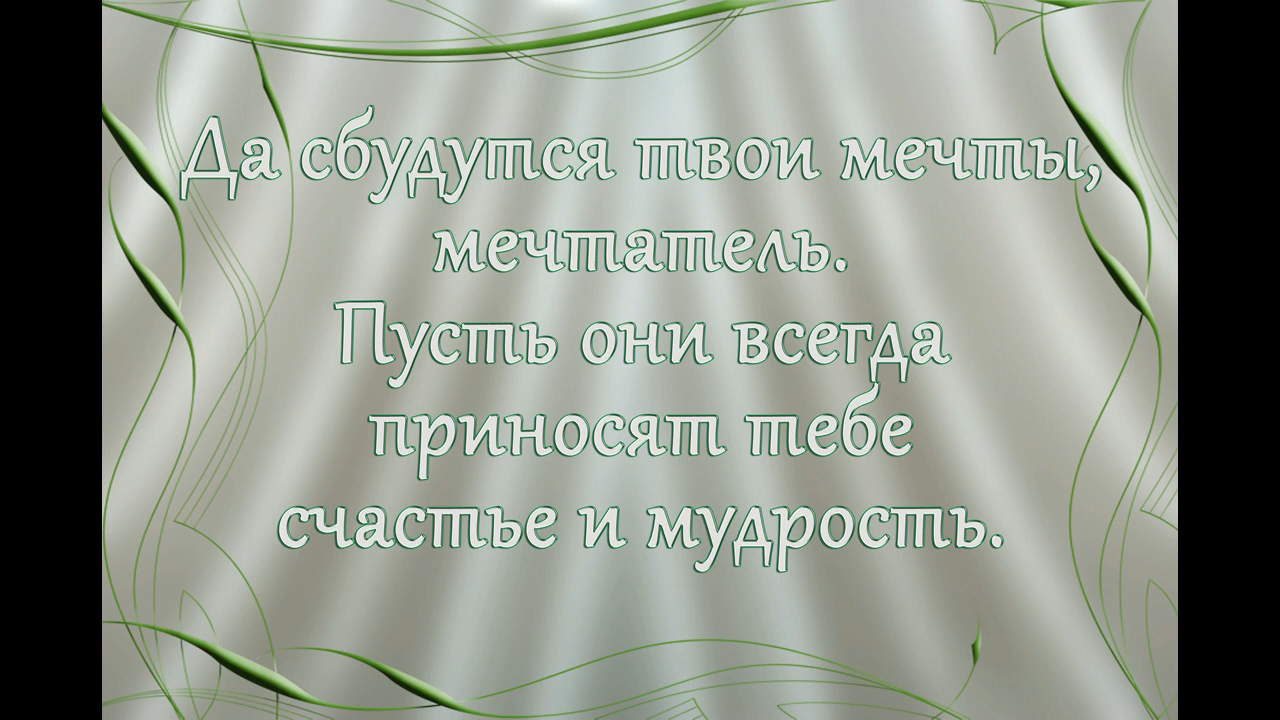 Да сбудутся твои мечты,
мечтатель.
Пусть они всегда
приносят тебе
счастье и мудрость.